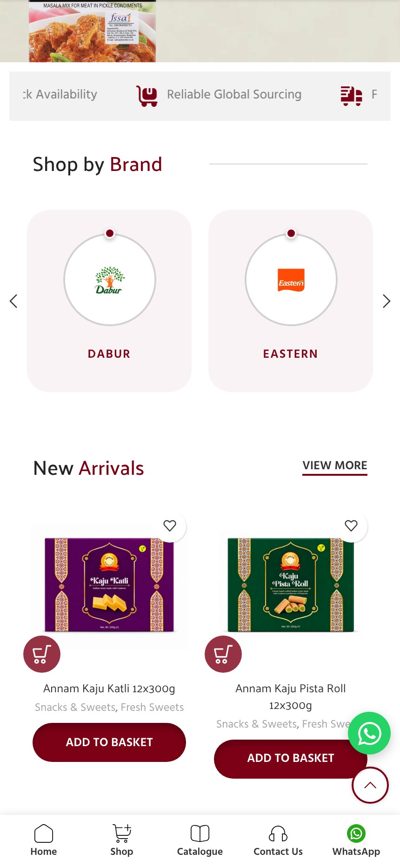 MASALA MIX FOR MEAT IN PICKLE CONDIMENTS
fssai
ck Availability
Reliable Global Sourcing
F
Shop by Brand
Dabur
Eastern
DABUR
EASTERN
New Arrivals
VIEW MORE
Kaju Katli
Kaju
Pista Roll
Annam Kaju Katli 12x300g
Snacks & Sweets, Fresh Sweets
ADD TO BASKET
Annam Kaju Pista Roll
12x300g
Snacks & Sweets, Fresh Swe
ADD TO BASKET
Home
Shop
Catalogue
Contact Us
WhatsApp